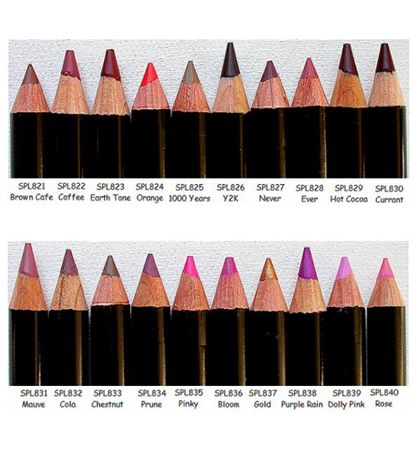 SPL821 SPL822 SPL823 SPL824 SPL825 SPL826 SPL827 SPL828 SPL829 SPL830
Brown Cafe Coffee Earth Tone Orange 1000 Years Y2K Never Ever Hot Cocoa Currant
SPL831 SPL832 SPL833 SPL834 SPL835 SPL836 SPL837 SPL838 SPL839 SPL840
Mauve Cola Chestnut Prune Pinky Bloom Gold Purple Rain Dolly Pink Rose